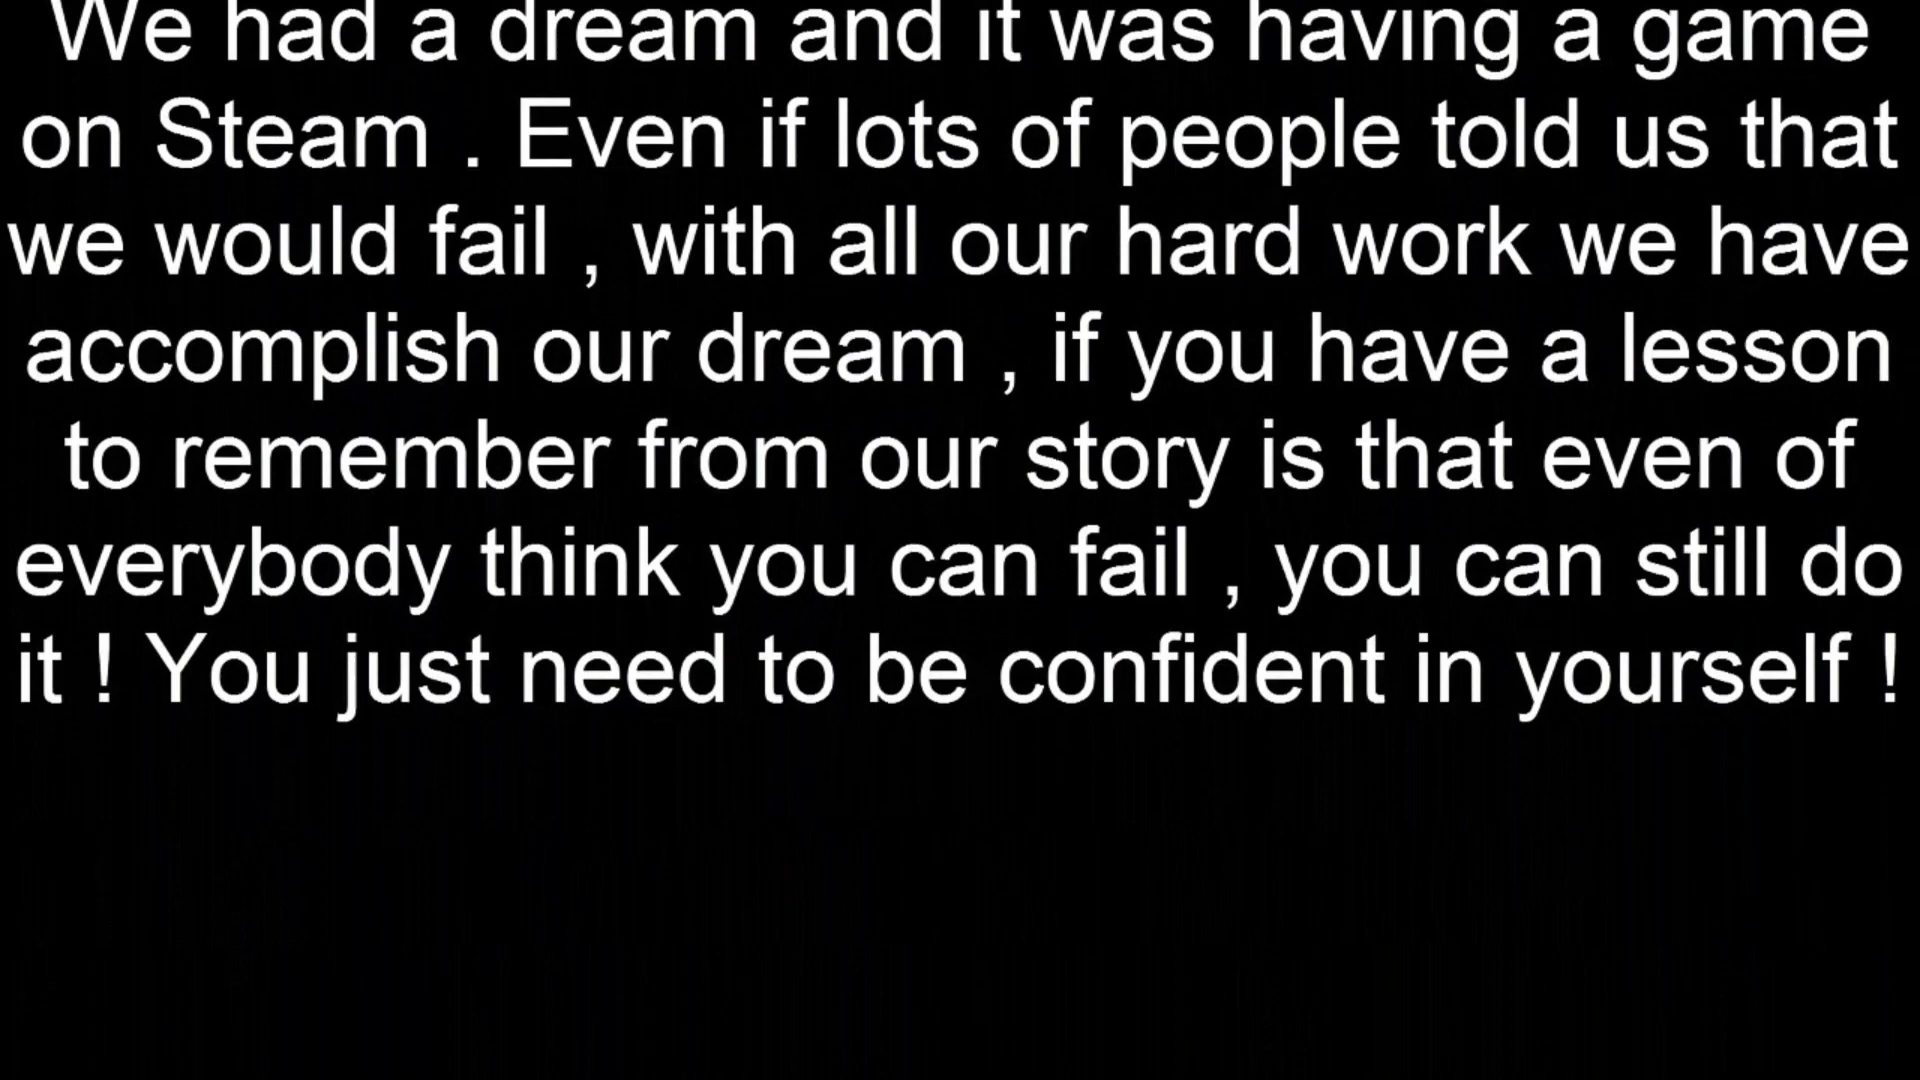 We had a dream and it was having a game
on Steam . Even if lots of people told us that
we would fail , with all our hard work we have
accomplish our dream , if you have a lesson
to remember from our story is that even of
everybody think you can fail , you can still do
it ! You just need to be confident in yourself !